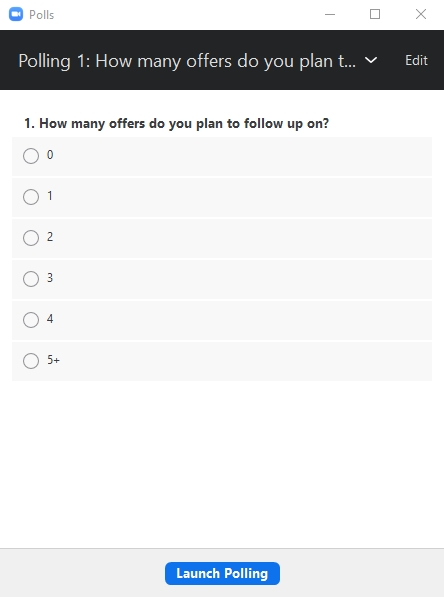 Polls
Polling 1: How many offers do you plan t...
Edit
1. How many offers do you plan to follow up on?
0
1
2
3
4
5+
Launch Polling